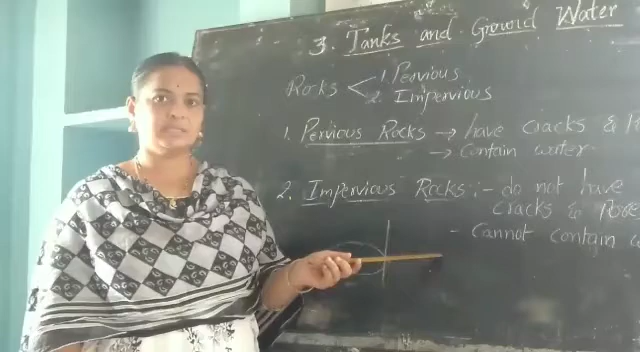 3. Tanks and Ground Water
Rocks < 1. Pervious
2. Impervious
1. Pervious Rocks → have cracks &
→ Contain water
2. Impervious Rocks :- do not have
cracks &
- Cannot contain